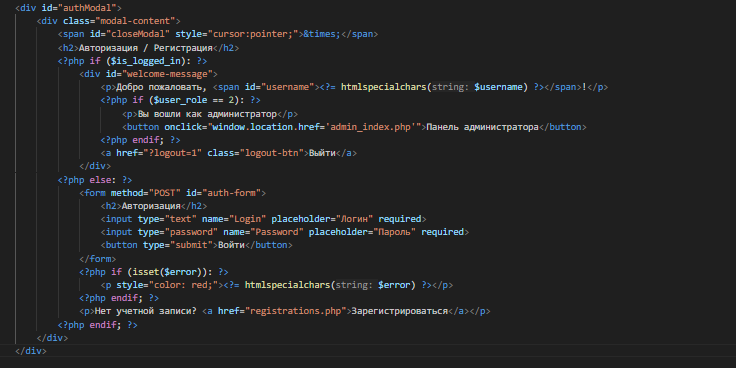 <div id="authModal">
<div class="modal-content">
<span id="closeModal" style="cursor:pointer;">&times;</span>
<h2>Авторизация / Регистрация</h2>
<?php if ($is_logged_in): ?>
<div id="welcome-message">
<p>Добро пожаловать, <span id="username"><?= htmlspecialchars(string: $username) ?></span>!</p>
<?php if ($user_role == 2): ?>
<p>Вы вошли как администратор</p>
<button onclick="window.location.href='admin_index.php'">Панель администратора</button>
<?php endif; ?>
<a href="?logout=1" class="logout-btn">Выйти</a>
</div>
<?php else: ?>
<form method="POST" id="auth-form">
<h2>Авторизация</h2>
<input type="text" name="Login" placeholder="Логин" required>
<input type="password" name="Password" placeholder="Пароль" required>
<button type="submit">Войти</button>
</form>
<?php if (isset($error)): ?>
<p style="color: red;"><?= htmlspecialchars(string: $error) ?></p>
<?php endif; ?>
<p>Нет учетной записи? <a href="registrations.php">Зарегистрироваться</a></p>
<?php endif; ?>
</div>
</div>